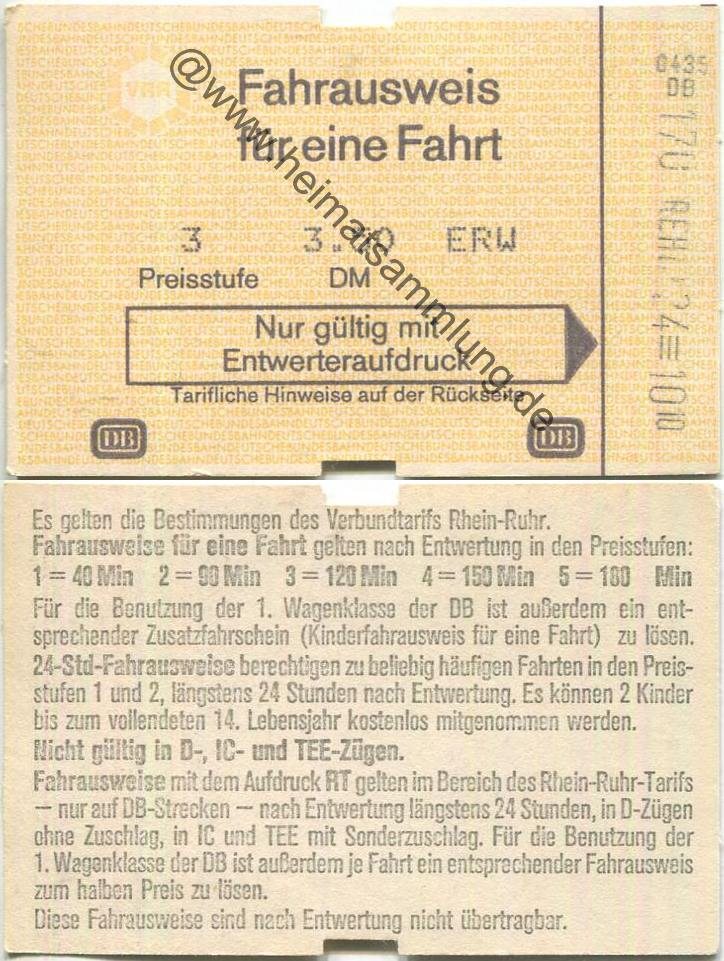 VRR
Fahrausweis
für eine Fahrt
3 ERW
Preisstufe DM
Nur gültig mit
Entwerteraufdruck
Tarifliche Hinweise auf der Rückseite
DB DB
0435
DB
@www.heimatsammlung.de
Es gelten die Bestimmungen des Verbundtarifs Rhein-Ruhr.
Fahrausweise für eine Fahrt gelten nach Entwertung in den Preisstufen:
1 = 40 Min 2 = 90 Min 3 = 120 Min 4 = 150 Min 5 = 180 Min
Für die Benutzung der 1. Wagenklasse der DB ist außerdem ein ent-
sprechender Zusatzfahrschein (Kinderfahrausweis für eine Fahrt) zu lösen.
24-Std-Fahrausweise berechtigen zu beliebig häufigen Fahrten in den Preis-
stufen 1 und 2, längstens 24 Stunden nach Entwertung. Es können 2 Kinder
bis zum vollendeten 14. Lebensjahr kostenlos mitgenommen werden.
Nicht gültig in D-, IC- und TEE-Zügen.
Fahrausweise mit dem Aufdruck RT gelten im Bereich des Rhein-Ruhr-Tarifs
— nur auf DB-Strecken — nach Entwertung längstens 24 Stunden, in D-Zügen
ohne Zuschlag, in IC und TEE mit Sonderzuschlag. Für die Benutzung der
1. Wagenklasse der DB ist außerdem je Fahrt ein entsprechender Fahrausweis
zum halben Preis zu lösen.
Diese Fahrausweise sind nach Entwertung nicht übertragbar.